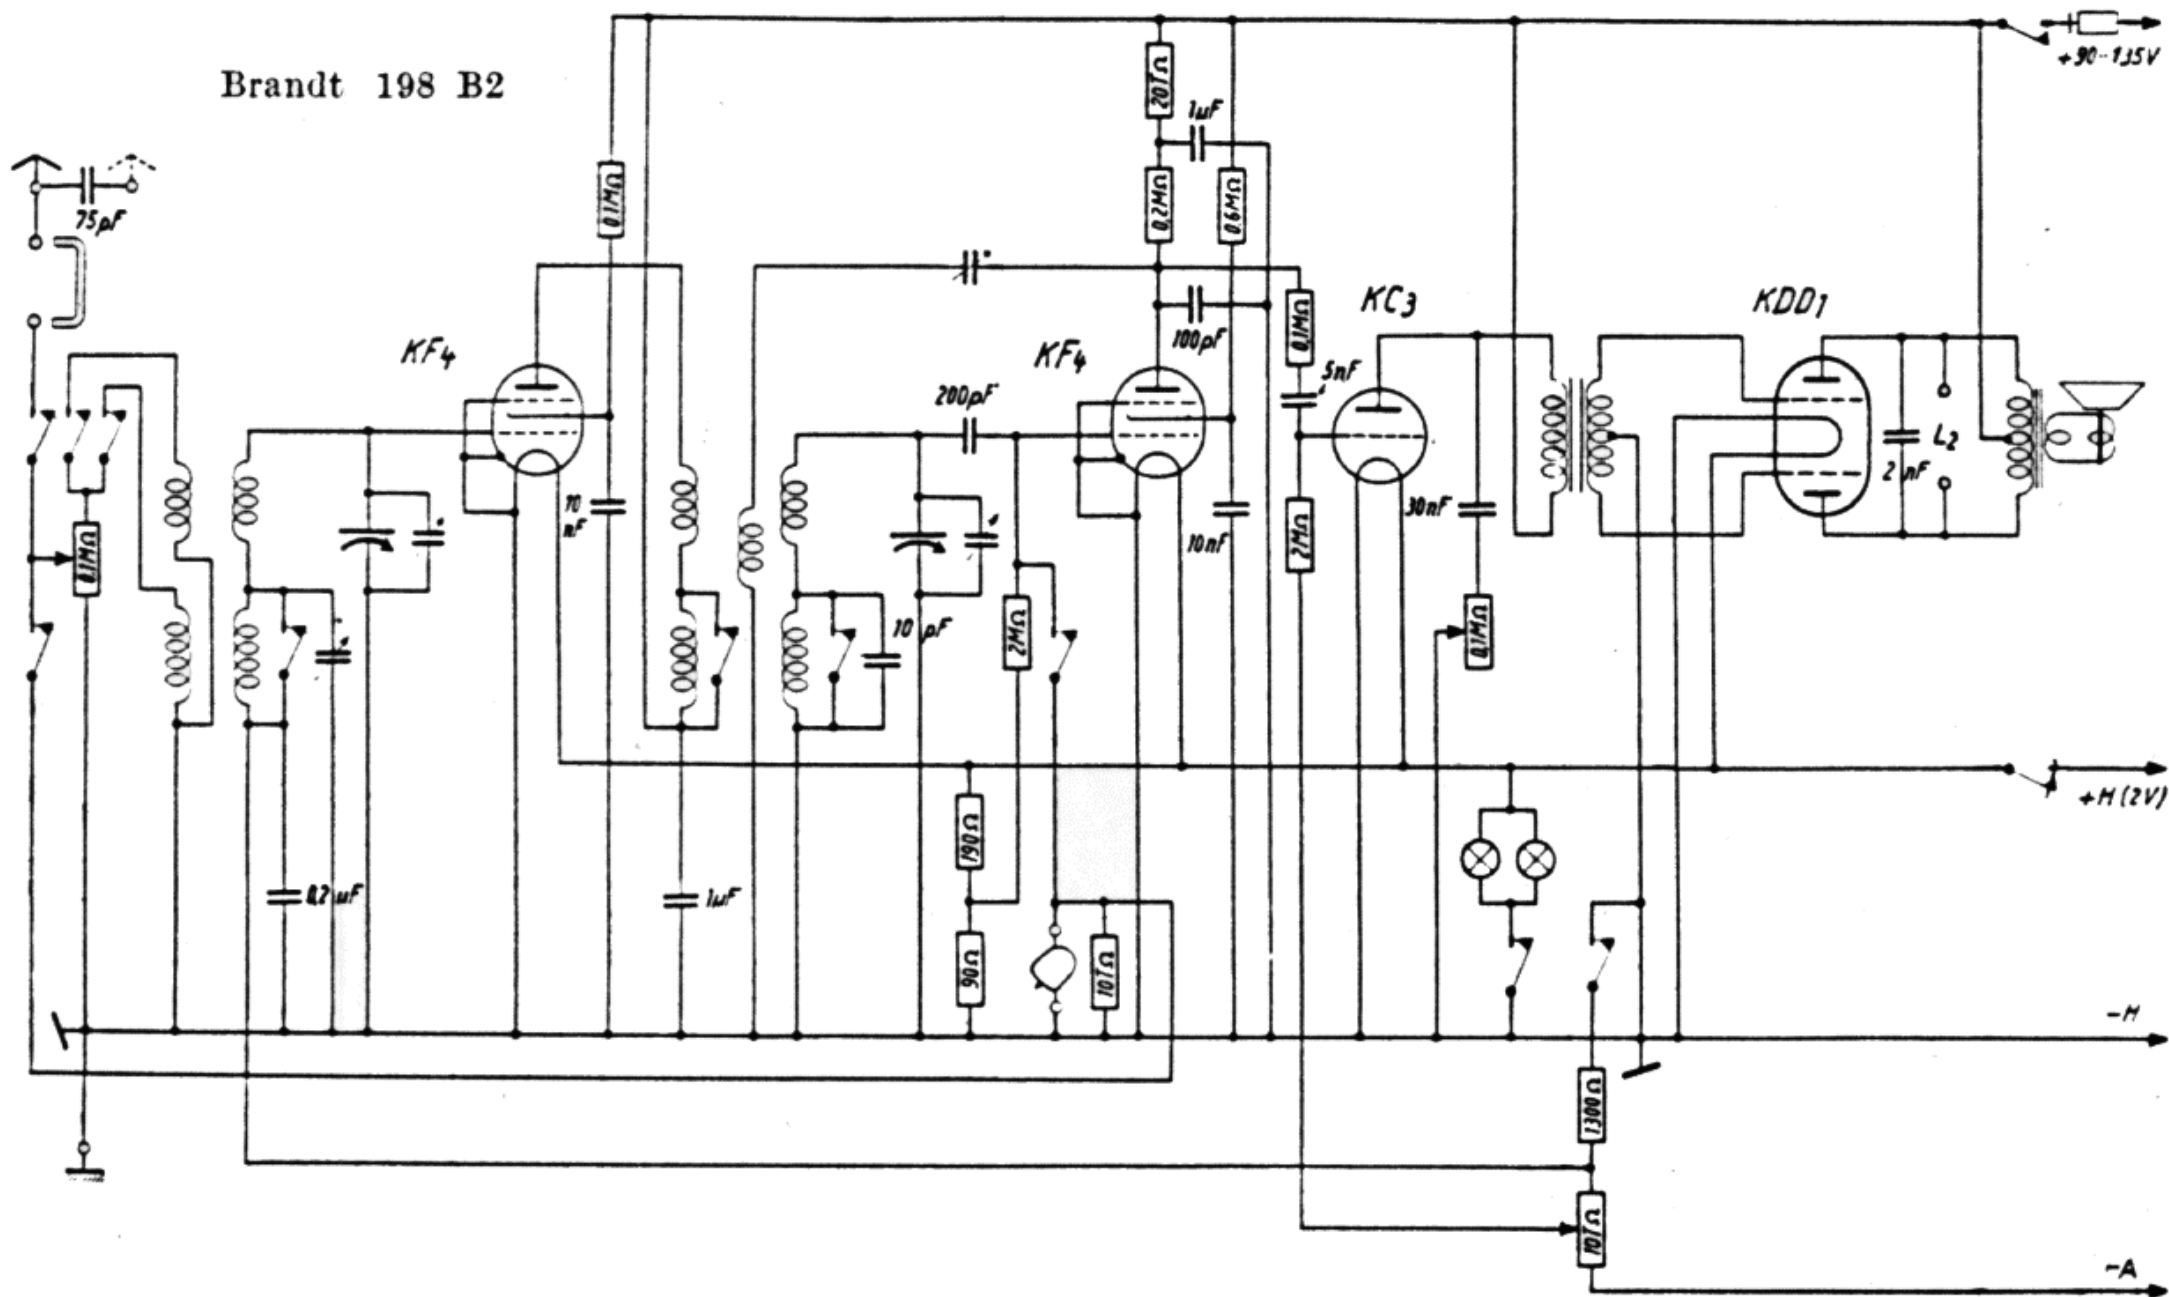 Brandt 198 B2
+90--135V
20TΩ
1µF
75pF
0,1MΩ
0,2MΩ
0,6MΩ
KF4
100pF
KF4
0,1MΩ
5nF
KC3
KDD1
200pF
L2
2 nF
10
nF
10nF
30nF
2MΩ
0,1MΩ
10 pF
2MΩ
0,1MΩ
+H (2V)
190Ω
0,2 µF
1µF
90Ω
10TΩ
-H
1300Ω
10TΩ
-A